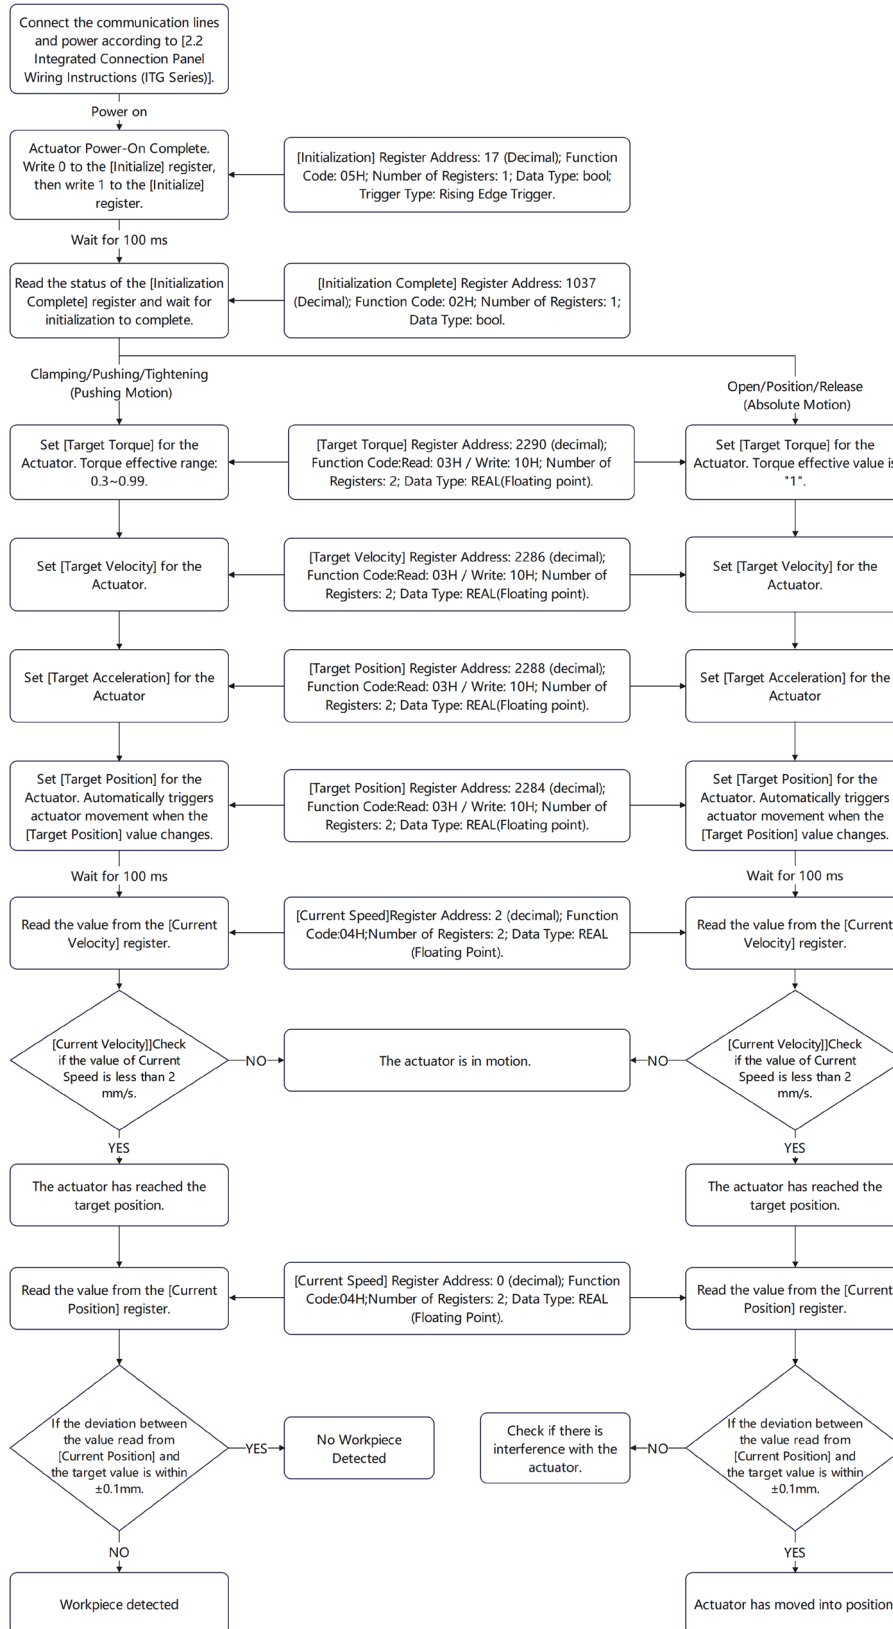 Connect the communication lines
and power according to [2.2
Integrated Connection Panel
Wiring Instructions (ITG Series)].
Power on
Actuator Power-On Complete.
Write 0 to the [Initialize] register,
then write 1 to the [Initialize]
register.
[Initialization] Register Address: 17 (Decimal); Function
Code: 05H; Number of Registers: 1; Data Type: bool;
Trigger Type: Rising Edge Trigger.
Wait for 100 ms
Read the status of the [Initialization
Complete] register and wait for
initialization to complete.
[Initialization Complete] Register Address: 1037
(Decimal); Function Code: 02H; Number of Registers: 1;
Data Type: bool.
Clamping/Pushing/Tightening
(Pushing Motion)
Open/Position/Release
(Absolute Motion)
Set [Target Torque] for the
Actuator. Torque effective range:
0.3~0.99.
[Target Torque] Register Address: 2290 (decimal);
Function Code:Read: 03H / Write: 10H; Number of
Registers: 2; Data Type: REAL(Floating point).
Set [Target Torque] for the
Actuator. Torque effective value is
"1".
Set [Target Velocity] for the
Actuator.
[Target Velocity] Register Address: 2286 (decimal);
Function Code:Read: 03H / Write: 10H; Number of
Registers: 2; Data Type: REAL(Floating point).
Set [Target Velocity] for the
Actuator.
Set [Target Acceleration] for the
Actuator
[Target Position] Register Address: 2288 (decimal);
Function Code:Read: 03H / Write: 10H; Number of
Registers: 2; Data Type: REAL(Floating point).
Set [Target Acceleration] for the
Actuator
Set [Target Position] for the
Actuator. Automatically triggers
actuator movement when the
[Target Position] value changes.
[Target Position] Register Address: 2284 (decimal);
Function Code:Read: 03H / Write: 10H; Number of
Registers: 2; Data Type: REAL(Floating point).
Set [Target Position] for the
Actuator. Automatically triggers
actuator movement when the
[Target Position] value changes.
Wait for 100 ms
Wait for 100 ms
Read the value from the [Current
Velocity] register.
[Current Speed]Register Address: 2 (decimal); Function
Code:04H;Number of Registers: 2; Data Type: REAL
(Floating Point).
Read the value from the [Current
Velocity] register.
[Current Velocity]]Check
if the value of Current
Speed is less than 2
mm/s.
NO
The actuator is in motion.
NO
[Current Velocity]]Check
if the value of Current
Speed is less than 2
mm/s.
YES
YES
The actuator has reached the
target position.
The actuator has reached the
target position.
Read the value from the [Current
Position] register.
[Current Speed] Register Address: 0 (decimal); Function
Code:04H;Number of Registers: 2; Data Type: REAL
(Floating Point).
Read the value from the [Current
Position] register.
If the deviation between
the value read from
[Current Position] and
the target value is within
±0.1mm.
YES
No Workpiece
Detected
Check if there is
interference with the
actuator.
NO
If the deviation between
the value read from
[Current Position] and
the target value is within
±0.1mm.
NO
YES
Workpiece detected
Actuator has moved into position